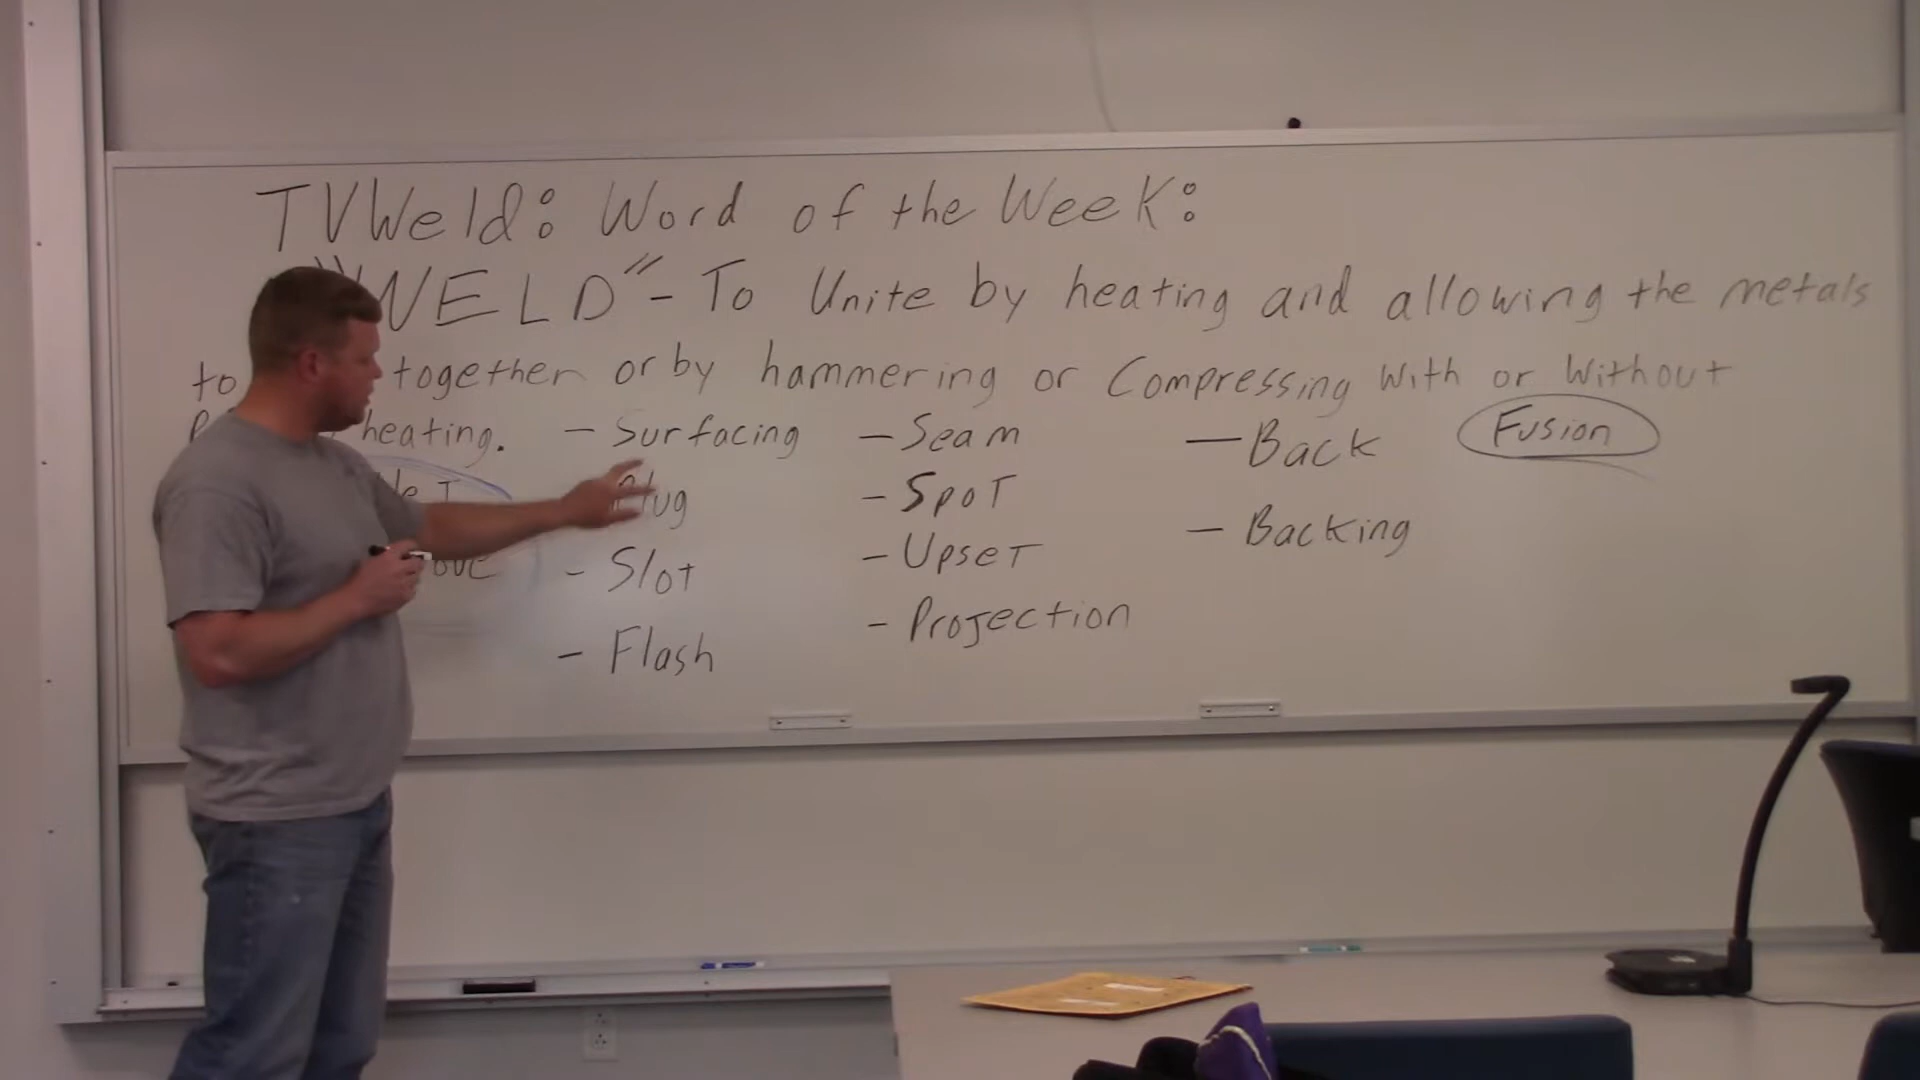 TVWeld: Word of the Week:
"WELD" - To Unite by heating and allowing the metals
to together or by hammering or Compressing With or Without
heating.
- Surfacing
Plug
- Slot
- Flash
- Seam
- Spot
- Upset
- Projection
- Back
- Backing
Fusion